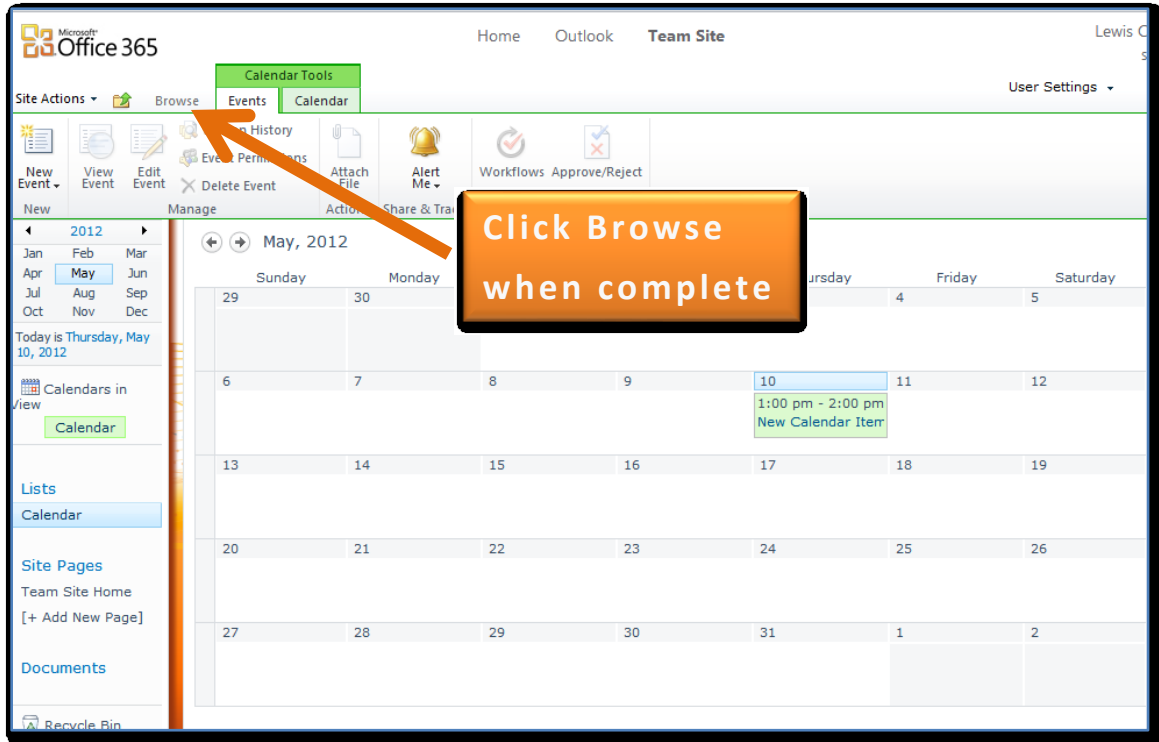 Microsoft®
Office 365
Home Outlook Team Site
Lewis
User Settings
Calendar Tools
Site Actions Browse Events Calendar
New Event
View Event
Edit Event
History
Event
Delete Event
Manage
New
Attach File
Alert Me
Share &
Workflows Approve/Reject
Click Browse
when complete
2012
Jan Feb Mar
Apr May Jun
Jul Aug Sep
Oct Nov Dec
Today is Thursday, May
10, 2012
Calendars in
View
Calendar
Lists
Calendar
Site Pages
Team Site Home
[+ Add New Page]
Documents
Recycle Bin
May, 2012
Sunday Monday Friday Saturday
29 30 4 5
6 7 8 9 10 11 12
1:00 pm - 2:00 pm
New Calendar Item
13 14 15 16 17 18 19
20 21 22 23 24 25 26
27 28 29 30 31 1 2